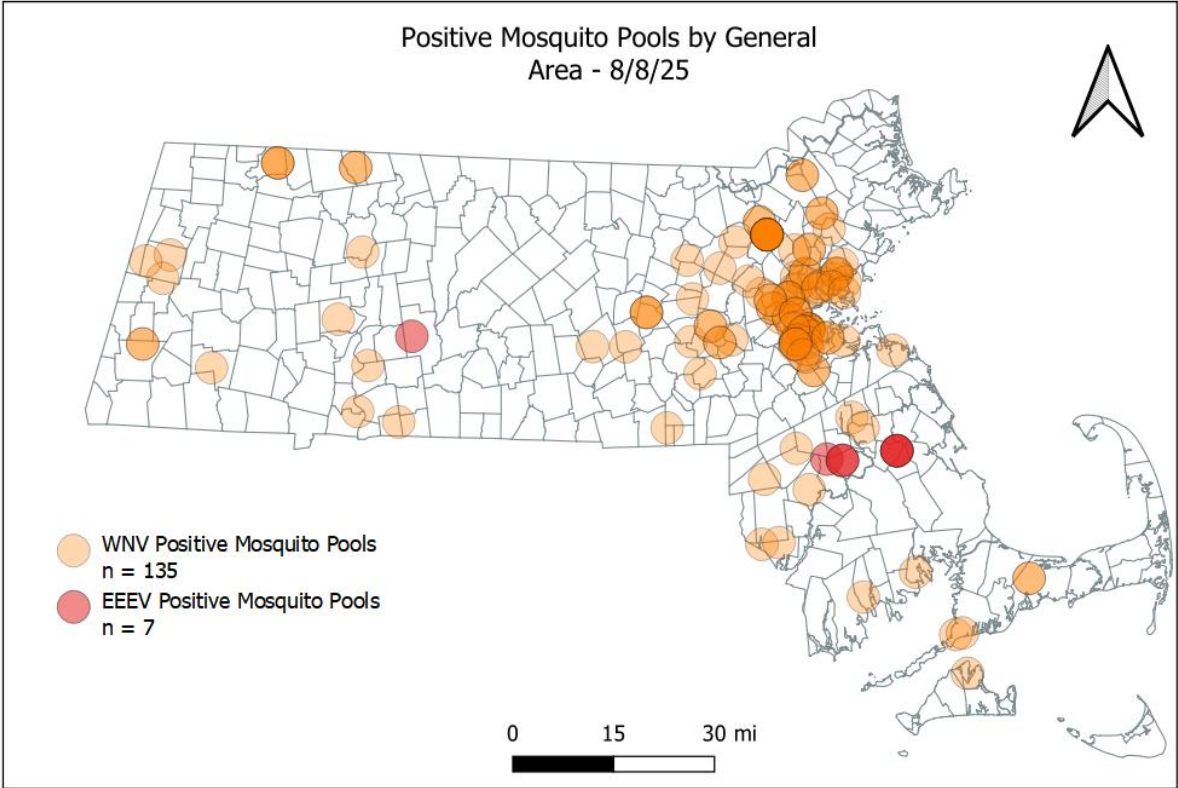 Positive Mosquito Pools by General
Area - 8/8/25
WNV Positive Mosquito Pools
n = 135
EEEV Positive Mosquito Pools
n = 7
0 15 30 mi